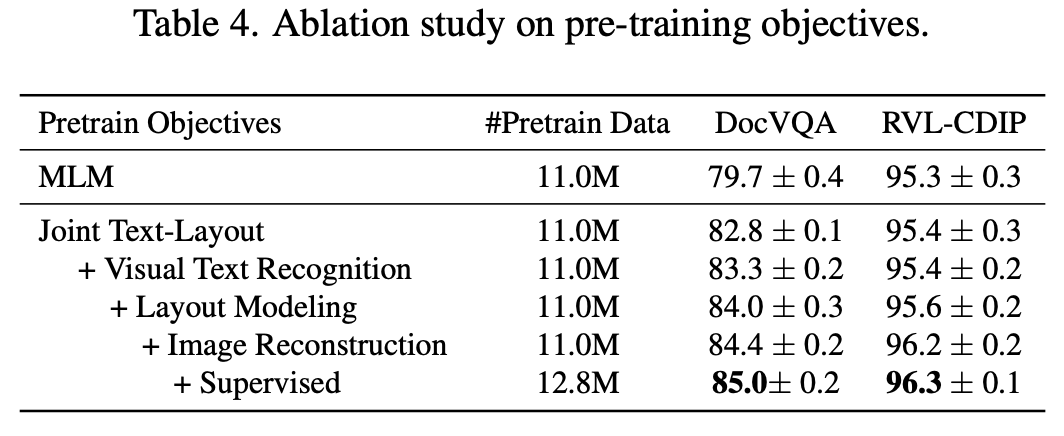 Table 4. Ablation study on pre-training objectives.
Pretrain Objectives #Pretrain Data DocVQA RVL-CDIP
MLM 11.0M 79.7 ± 0.4 95.3 ± 0.3
Joint Text-Layout 11.0M 82.8 ± 0.1 95.4 ± 0.3
+ Visual Text Recognition 11.0M 83.3 ± 0.2 95.4 ± 0.2
+ Layout Modeling 11.0M 84.0 ± 0.3 95.6 ± 0.2
+ Image Reconstruction 11.0M 84.4 ± 0.2 96.2 ± 0.2
+ Supervised 12.8M 85.0± 0.2 96.3 ± 0.1